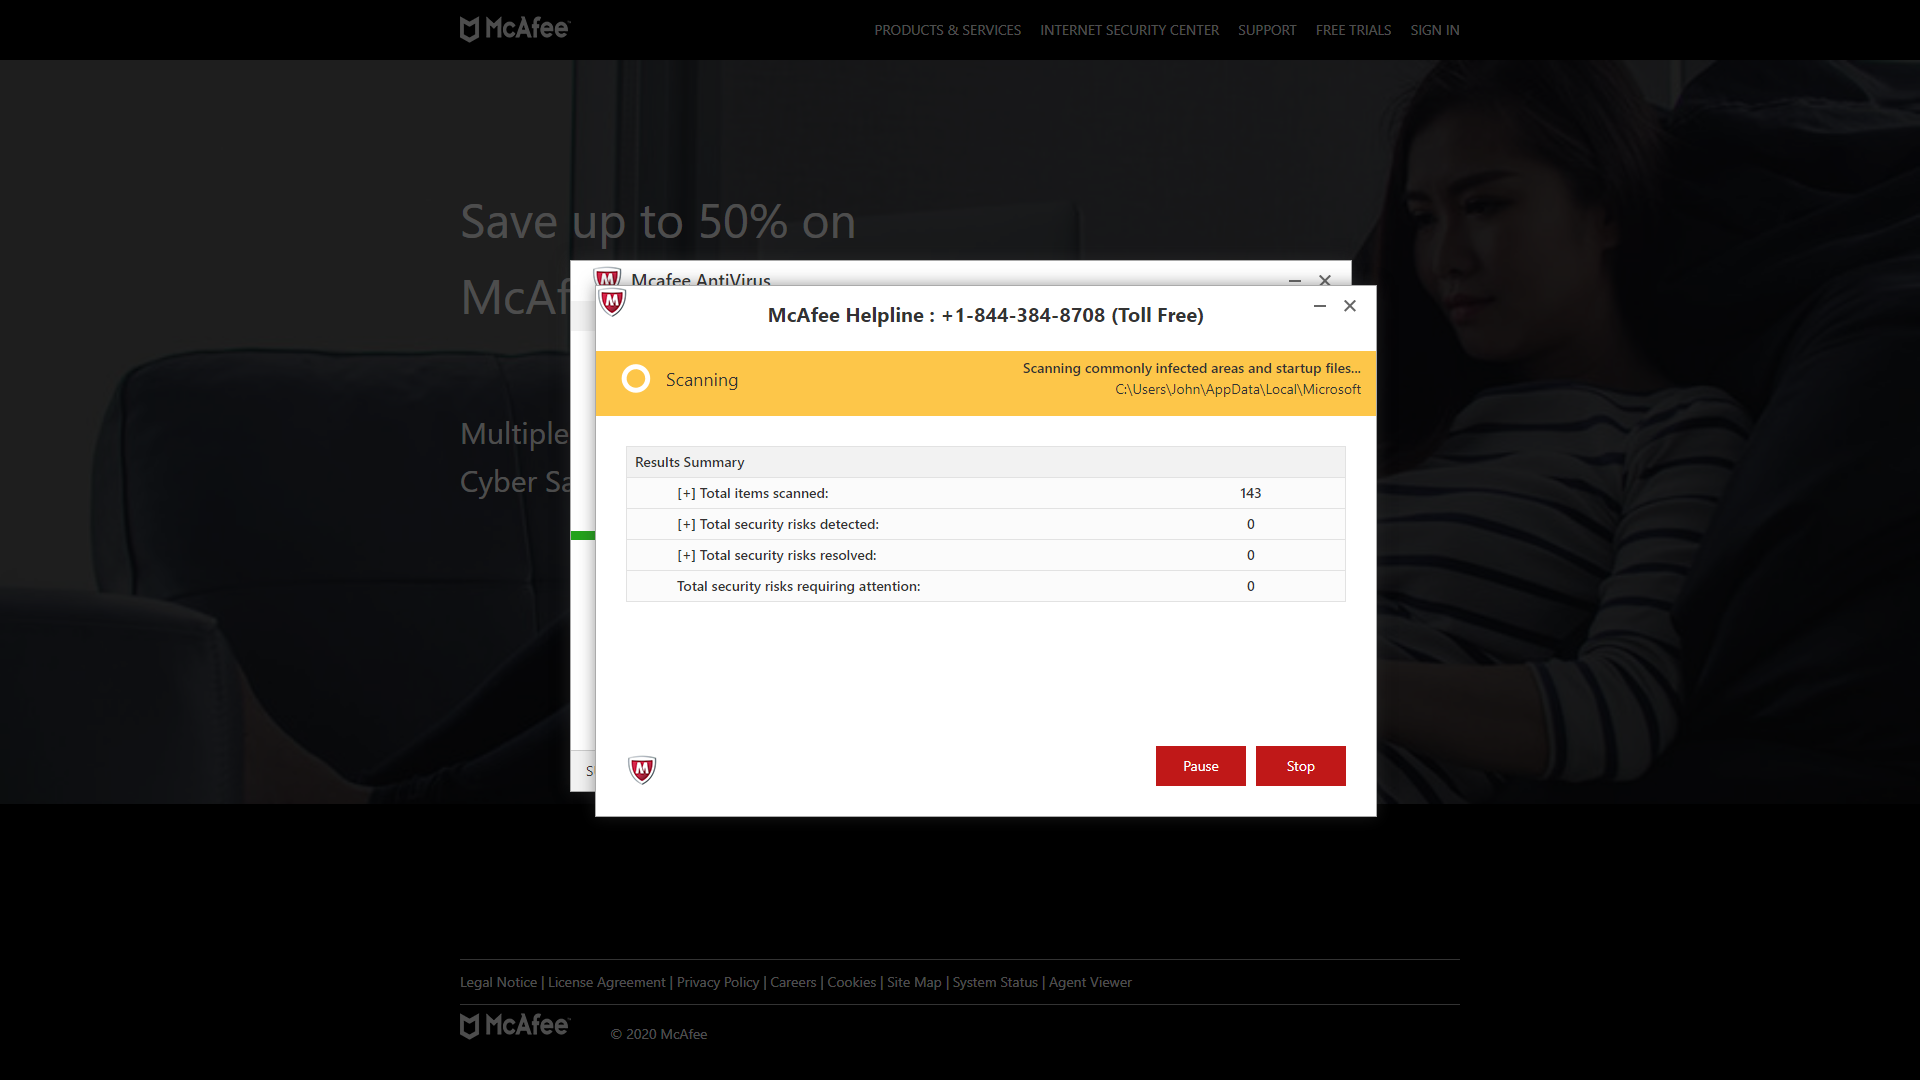 McAfee
PRODUCTS & SERVICES INTERNET SECURITY CENTER SUPPORT FREE TRIALS SIGN IN
Save up to 50% on
McAf
Multiple
Cyber Sa
Mcafee AntiVirus
McAfee Helpline : +1-844-384-8708 (Toll Free)
Scanning
Scanning commonly infected areas and startup files...
C:\Users\John\AppData\Local\Microsoft
Results Summary
[+] Total items scanned: 143
[+] Total security risks detected: 0
[+] Total security risks resolved: 0
Total security risks requiring attention: 0
S
Pause Stop
Legal Notice | License Agreement | Privacy Policy | Careers | Cookies | Site Map | System Status | Agent Viewer
McAfee © 2020 McAfee